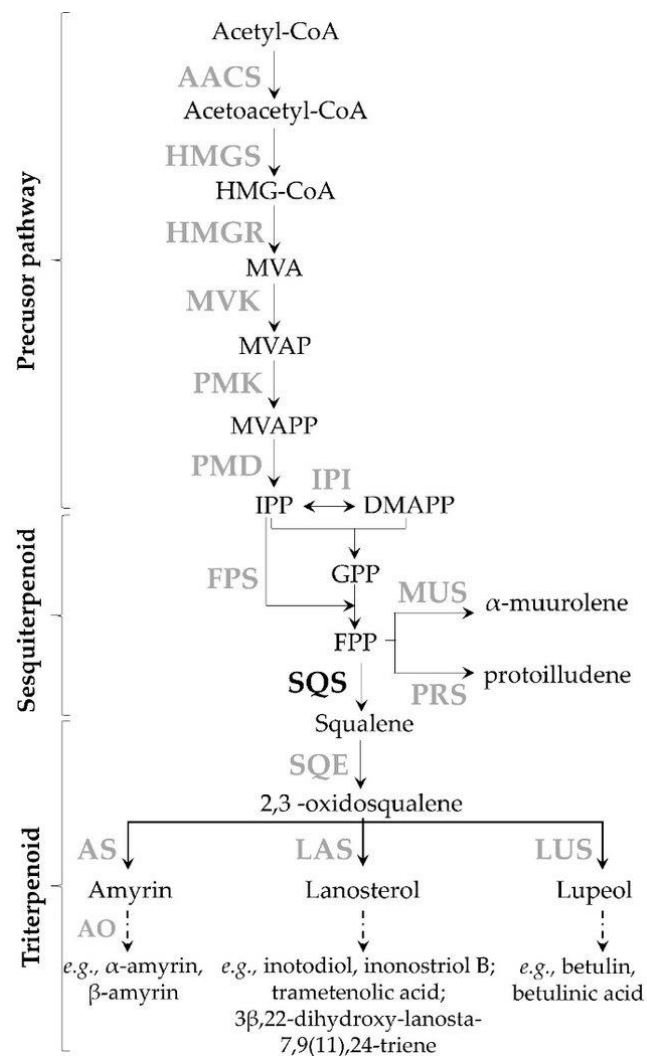 Acetyl-CoA
AACS
Acetoacetyl-CoA
HMGS
HMG-CoA
HMGR
MVA
MVK
MVAP
PMK
MVAPP
PMD
IPI
IPP
DMAPP
Precusor pathway
GPP
FPS
MUS
α-muurolene
FPP
SQS
protoilludene
PRS
Squalene
Sesquiterpenoid
SQE
2,3 -oxidosqualene
AS
LAS
LUS
Amyrin
Lanosterol
Lupeol
AO
e.g., α-amyrin,
β-amyrin
e.g., inotodiol, inonostriol B;
trametenolic acid;
3β,22-dihydroxy-lanosta-
7,9(11),24-triene
e.g., betulin,
betulinic acid
Triterpenoid